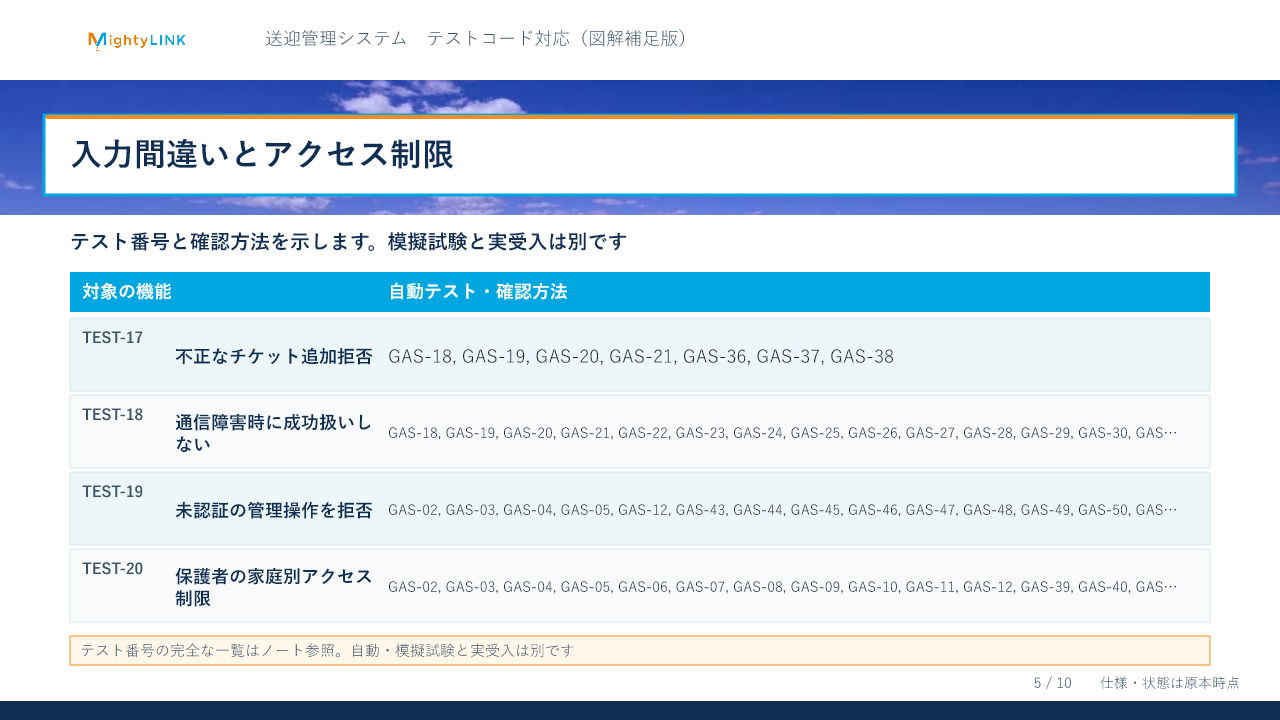 MightyLINK
送迎管理システム　テストコード対応（図解補足版）
入力間違いとアクセス制限
テスト番号と確認方法を示します。模擬試験と実受入は別です
対象の機能 自動テスト・確認方法
TEST-17
不正なチケット追加拒否 GAS-18, GAS-19, GAS-20, GAS-21, GAS-36, GAS-37, GAS-38
TEST-18
通信障害時に成功扱いし
ない
GAS-18, GAS-19, GAS-20, GAS-21, GAS-22, GAS-23, GAS-24, GAS-25, GAS-26, GAS-27, GAS-28, GAS-29, GAS-30, GAS…
TEST-19
未認証の管理操作を拒否 GAS-02, GAS-03, GAS-04, GAS-05, GAS-12, GAS-43, GAS-44, GAS-45, GAS-46, GAS-47, GAS-48, GAS-49, GAS-50, GAS…
TEST-20
保護者の家庭別アクセス
制限
GAS-02, GAS-03, GAS-04, GAS-05, GAS-06, GAS-07, GAS-08, GAS-09, GAS-10, GAS-11, GAS-12, GAS-39, GAS-40, GAS…
テスト番号の完全な一覧はノート参照。自動・模擬試験と実受入は別です
5 / 10 仕様・状態は原本時点